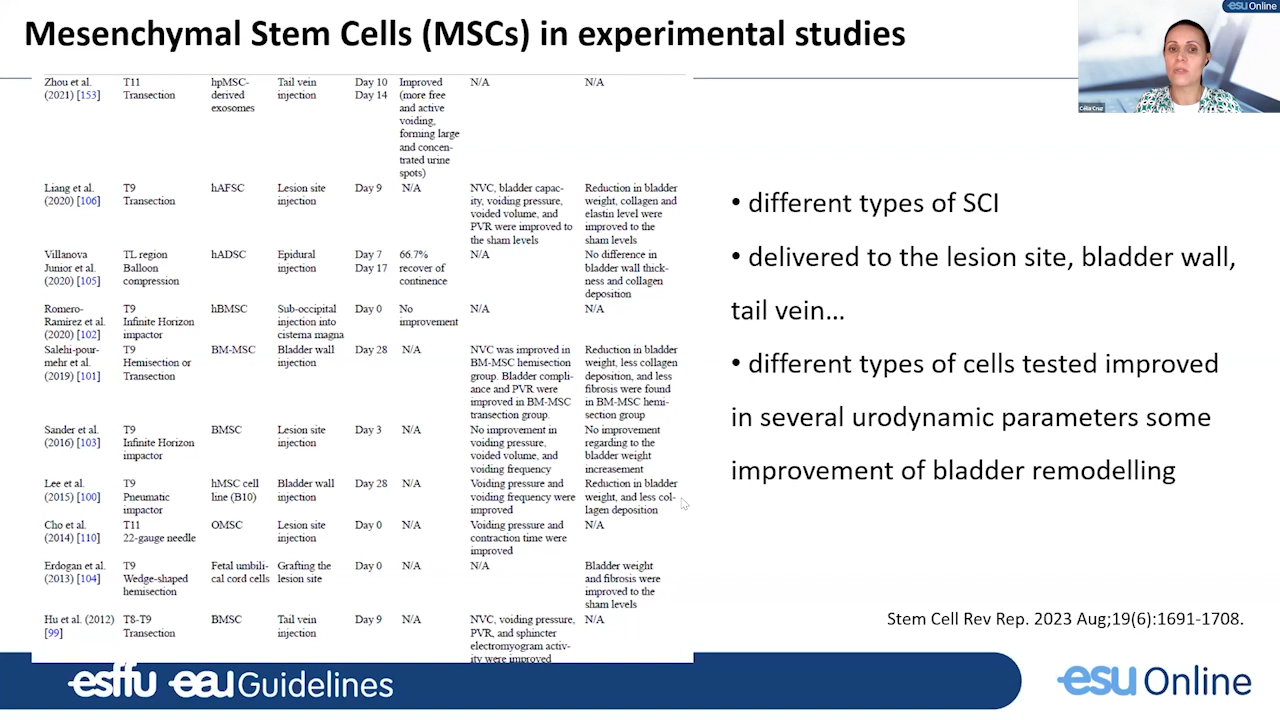 Mesenchymal Stem Cells (MSCs) in experimental studies
esu Online
Célia Cruz
Zhou et al. T11 hpMSC- Tail vein Day 10 Improved N/A N/A
(2021) [153] Transection derived injection Day 14 (more free
exosomes and active
voiding,
forming large
and concen-
trated urine
spots)
Liang et al. T9 hAFSC Lesion site Day 9 N/A NVC, bladder capac- Reduction in bladder
(2020) [106] Transection injection ity, voiding pressure, weight, collagen and
voided volume, and elastin level were
PVR were improved to improved to the
the sham levels sham levels
Villanova TL region hADSC Epidural Day 7 66.7% N/A No difference in
Junior et al. Balloon injection Day 17 recover of bladder wall thick-
(2020) [105] compression continence ness and collagen
deposition
Romero- T9 hBMSC Sub-occipital Day 0 No N/A N/A
Ramírez et al. Infinite Horizon injection into improvement
(2020) [102] impactor cisterna magna
Salehi-pour- T9 BM-MSC Bladder wall Day 28 N/A NVC was improved in Reduction in bladder
mehr et al. Hemisection or injection BM-MSC hemisection weight, less collagen
(2019) [101] Transection group. Bladder compli- deposition, and less
ance and PVR were fibrosis were found
improved in BM-MSC in BM-MSC hemi-
transection group. section group
Sander et al. T9 BMSC Lesion site Day 3 N/A No improvement in No improvement
(2016) [103] Infinite Horizon injection voiding pressure, regarding to the
impactor voided volume, and bladder weight
voiding frequency increasement
Lee et al. T9 hMSC cell Bladder wall Day 28 N/A Voiding pressure and Reduction in bladder
(2015) [100] Pneumatic line (B10) injection voiding frequency were weight, and less col-
impactor improved lagen deposition
Cho et al. T11 OMSC Lesion site Day 0 N/A Voiding pressure and N/A
(2014) [110] 22-gauge needle injection contraction time were
improved
Erdogan et al. T9 Fetal umbili- Grafting the Day 0 N/A N/A Bladder weight
(2013) [104] Wedge-shaped cal cord cells lesion site and fibrosis were
hemisection improved to the
sham levels
Hu et al. (2012) T8-T9 BMSC Tail vein Day 9 N/A NVC, voiding pressure, N/A
[99] Transection injection PVR, and sphincter
electromyogram activ-
ity were improved
• different types of SCI
• delivered to the lesion site, bladder wall,
tail vein...
• different types of cells tested improved
in several urodynamic parameters some
improvement of bladder remodelling
Stem Cell Rev Rep. 2023 Aug;19(6):1691-1708.
esffu eau Guidelines
esu Online